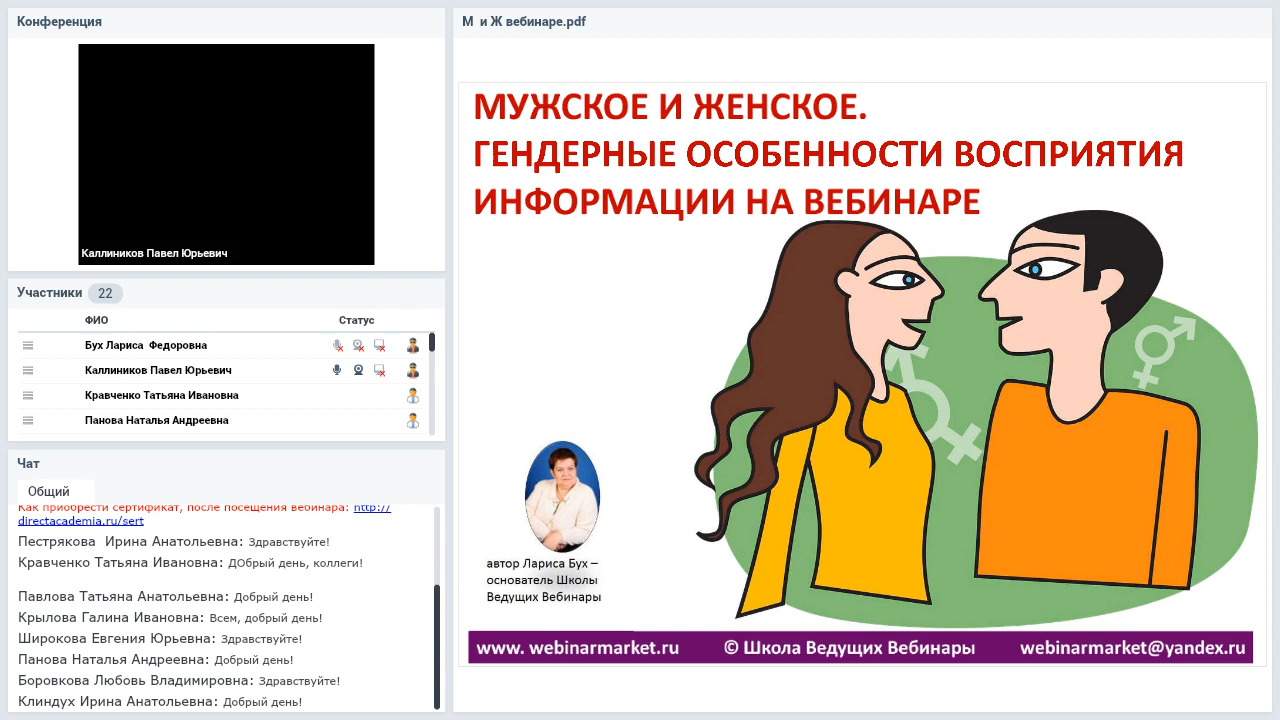 Конференция
Каллиников Павел Юрьевич
Участники 22
ФИО Статус
Бух Лариса Федоровна
Каллиников Павел Юрьевич
Кравченко Татьяна Ивановна
Панова Наталья Андреевна
Чат
Общий
Как приобрести сертификат, после посещения вебинара: http://
directacademia.ru/sert
Пестрякова Ирина Анатольевна: Здравствуйте!
Кравченко Татьяна Ивановна: ДОбрый день, коллеги!
Павлова Татьяна Анатольевна: Добрый день!
Крылова Галина Ивановна: Всем, добрый день!
Широкова Евгения Юрьевна: Здравствуйте!
Панова Наталья Андреевна: Добрый день!
Боровкова Любовь Владимировна: Здравствуйте!
Клиндух Ирина Анатольевна: Добрый день!
М и Ж вебинаре.pdf
МУЖСКОЕ И ЖЕНСКОЕ.
ГЕНДЕРНЫЕ ОСОБЕННОСТИ ВОСПРИЯТИЯ
ИНФОРМАЦИИ НА ВЕБИНАРЕ
автор Лариса Бух –
основатель Школы
Ведущих Вебинары
www. webinarmarket.ru © Школа Ведущих Вебинары webinarmarket@yandex.ru